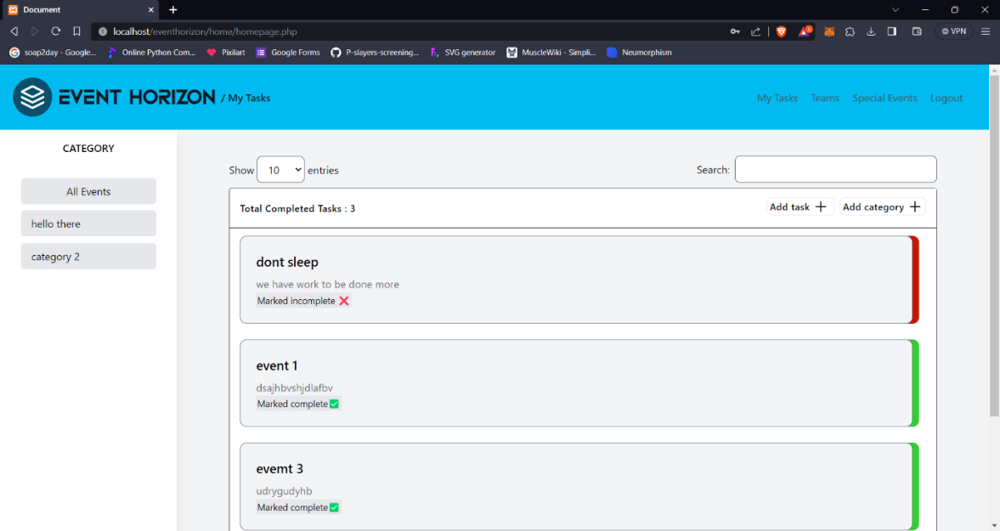 Document
localhost/eventhorizon/home/homepage.php
VPN
soap2day - Google... Online Python Com... Pixilart Google Forms P-slayers-screening... SVG generator MuscleWiki - Simpli... Neumorphism
EVENT HORIZON / My Tasks
My Tasks Teams Special Events Logout
CATEGORY
All Events
hello there
category 2
Show 10 entries
Search:
Total Completed Tasks : 3
Add task + Add category +
dont sleep
we have work to be done more
Marked incomplete ❌
event 1
dsajhbvshjdlafbv
Marked complete ✅
evemt 3
udrygudyhb
Marked complete ✅